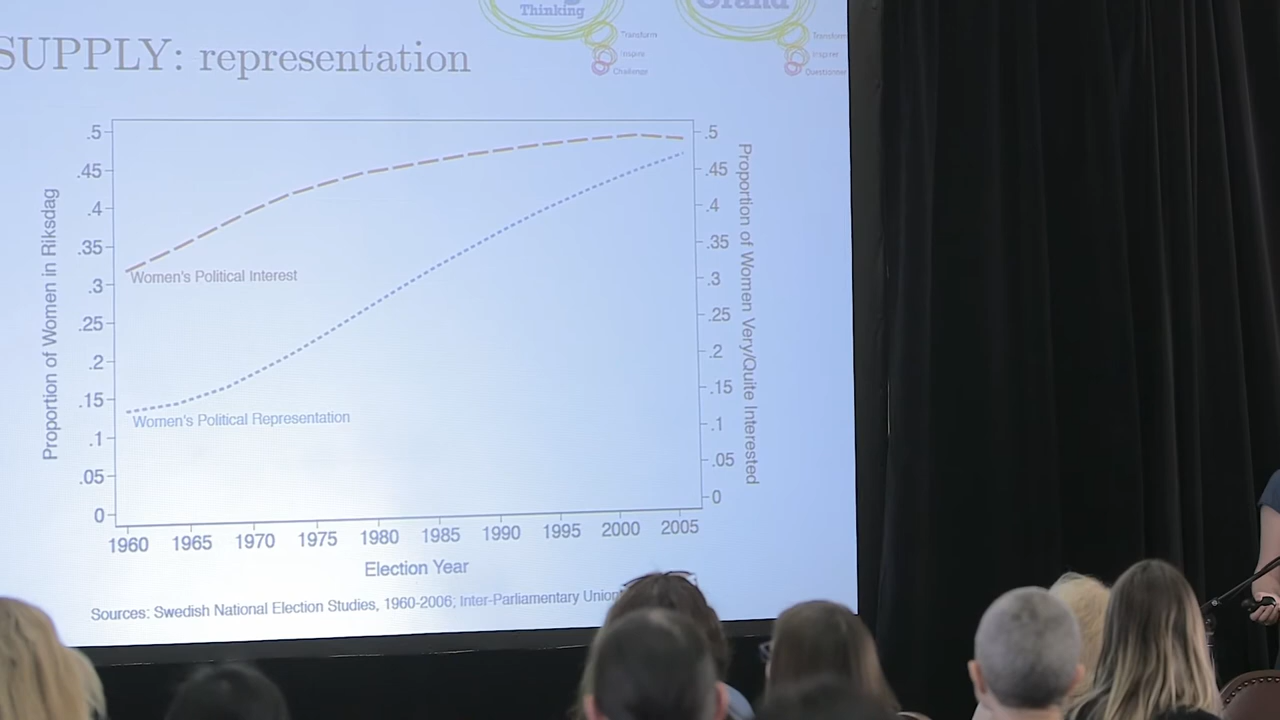 Thinking
Grand
Transform
Inspire
Challenge
Transform
Inspirer
Questionner
SUPPLY: representation
.5
.45
.4
.35
.3
.25
.2
.15
.1
.05
0
Proportion of Women in Riksdag
Women's Political Interest
Women's Political Representation
.5
.45
.4
.35
.3
.25
.2
.15
.1
.05
0
Proportion of Women Very/Quite Interested
1960 1965 1970 1975 1980 1985 1990 1995 2000 2005
Election Year
Sources: Swedish National Election Studies, 1960-2006; Inter-Parliamentary Union